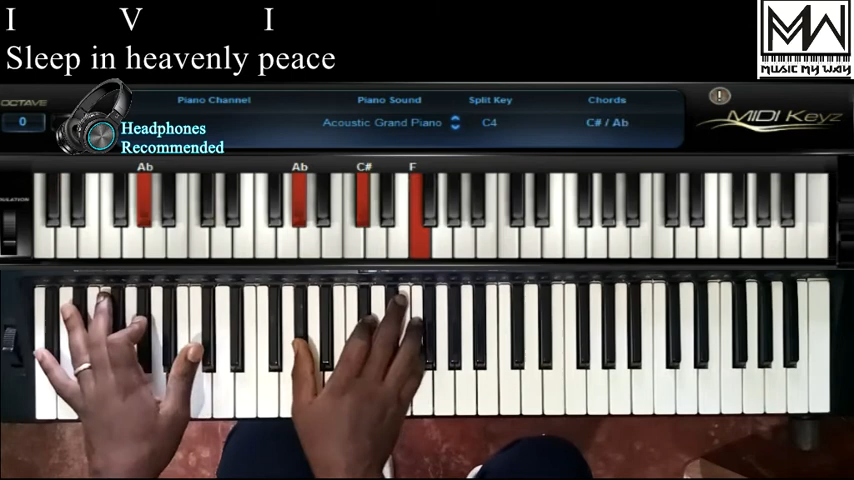 I V I
Sleep in heavenly peace
MW
MUSIC MY WAY
OCTAVE
Piano Channel
Piano Sound
Split Key
Chords
0
Acoustic Grand Piano
C4
C# / Ab
MIDI Keyz
Headphones
Recommended
Ab Ab C# F